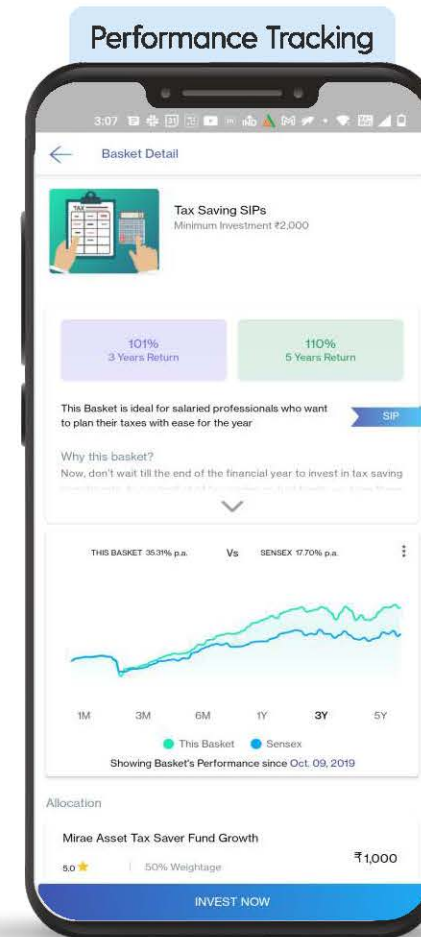 Performance Tracking
3:07
Basket Detail
TAX
Tax Saving SIPs
Minimum Investment ₹2,000
101%
3 Years Return
110%
5 Years Return
This Basket is ideal for salaried professionals who want
to plan their taxes with ease for the year
SIP
Why this basket?
Now, don't wait till the end of the financial year to invest in tax saving
THIS BASKET 35.31% p.a. Vs SENSEX 17.70% p.a.
1M 3M 6M 1Y 3Y 5Y
This Basket Sensex
Showing Basket's Performance since Oct. 09, 2019
Allocation
Mirae Asset Tax Saver Fund Growth
₹1,000
5.0 50% Weightage
INVEST NOW